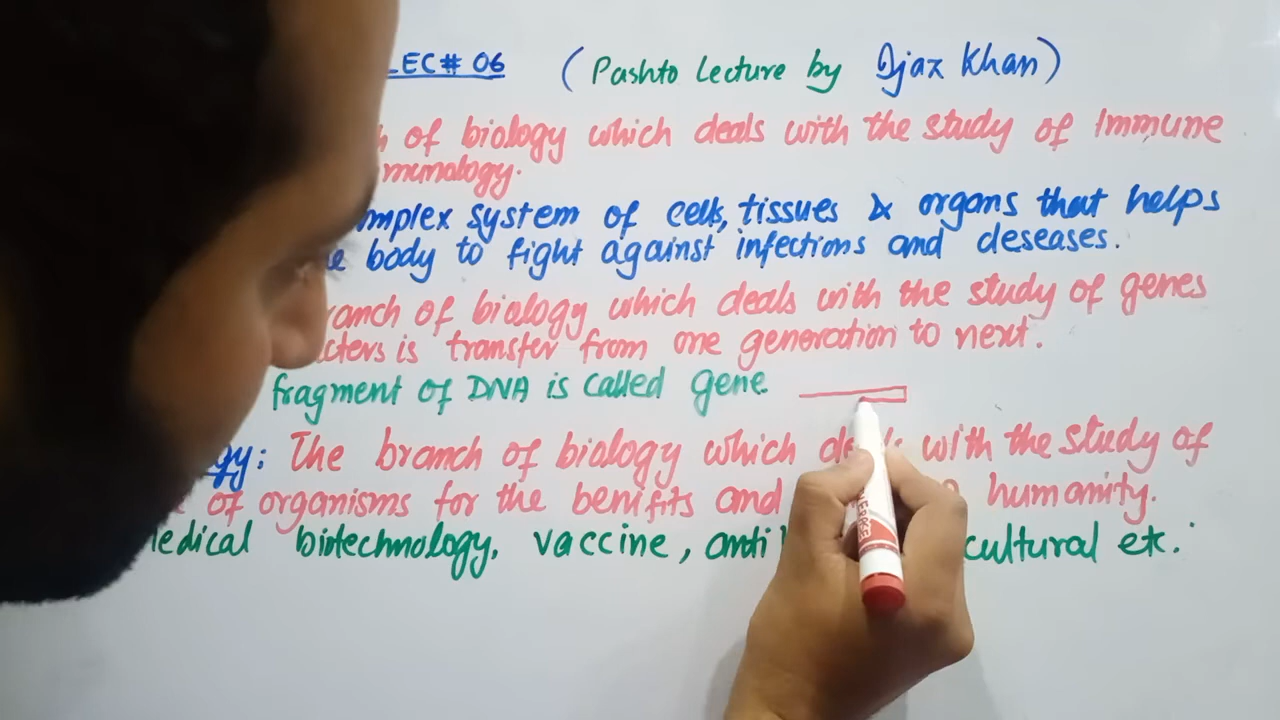 LEC# 06 (Pashto Lecture by Ijaz Khan)
of biology which deals with the study of Immune
munology.
mplex system of cells, tissues & organs that helps
body to fight against infections and deseases.
ranch of biology which deals with the study of genes
cters is transfer from one generation to next.
fragment of DNA is called gene.
gy: The branch of biology which with the study of
of organisms for the benifits and humanity.
edical biotechnology, vaccine, anti cultural etc.